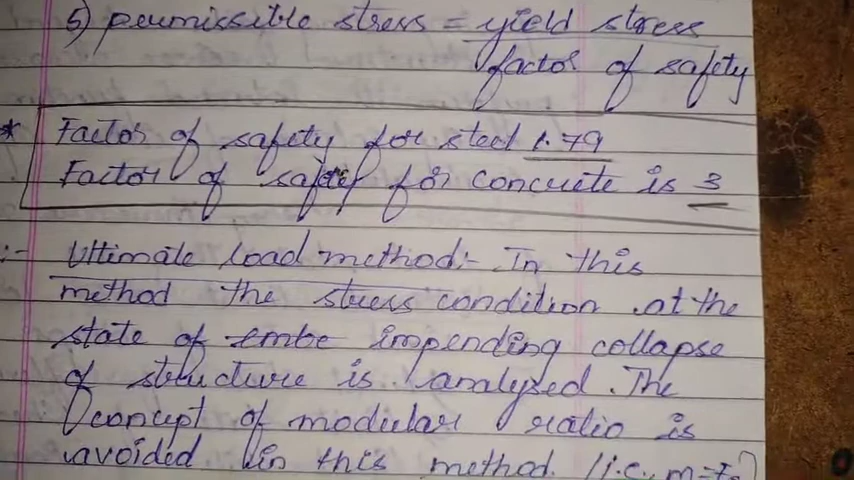 5) permissible stress = yield stress
factor of safety
* Factor of safety for steel 1.79
Factor of safety for concrete is 3
:- Ultimate load method:- In this
method the stress condition at the
state of embe impending collapse
of structure is analyzed. The
concept of modular ratio is
avoided in this method. (i.e., m=